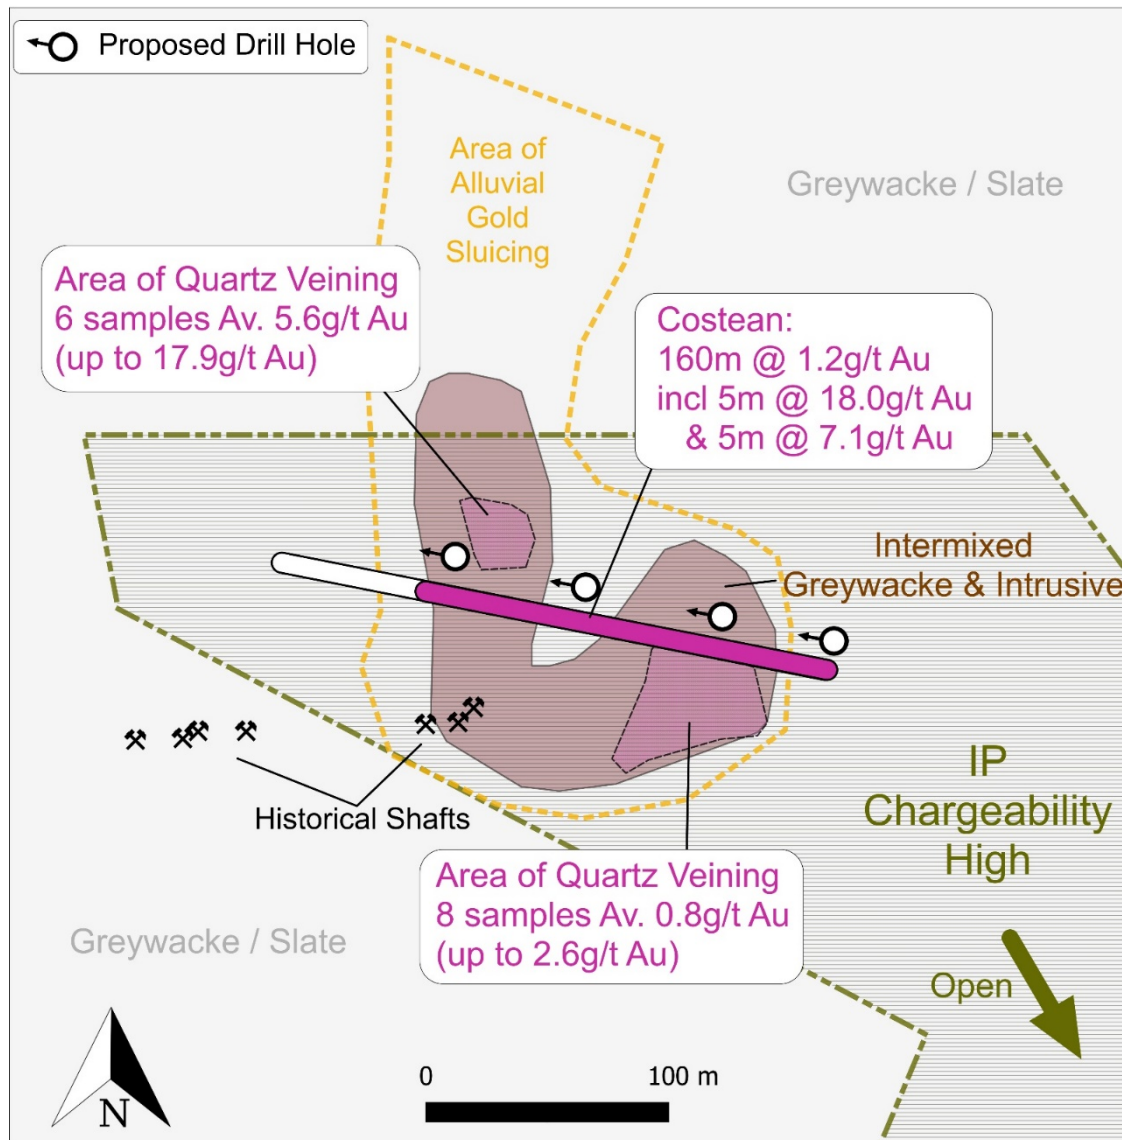 Proposed Drill Hole
Area of
Alluvial
Gold
Sluicing
Greywacke / Slate
Area of Quartz Veining
6 samples Av. 5.6g/t Au
(up to 17.9g/t Au)
Costean:
160m @ 1.2g/t Au
incl 5m @ 18.0g/t Au
& 5m @ 7.1g/t Au
Intermixed
Greywacke & Intrusive
Historical Shafts
IP
Chargeability
High
Area of Quartz Veining
8 samples Av. 0.8g/t Au
(up to 2.6g/t Au)
Greywacke / Slate
Open
N
0 100 m